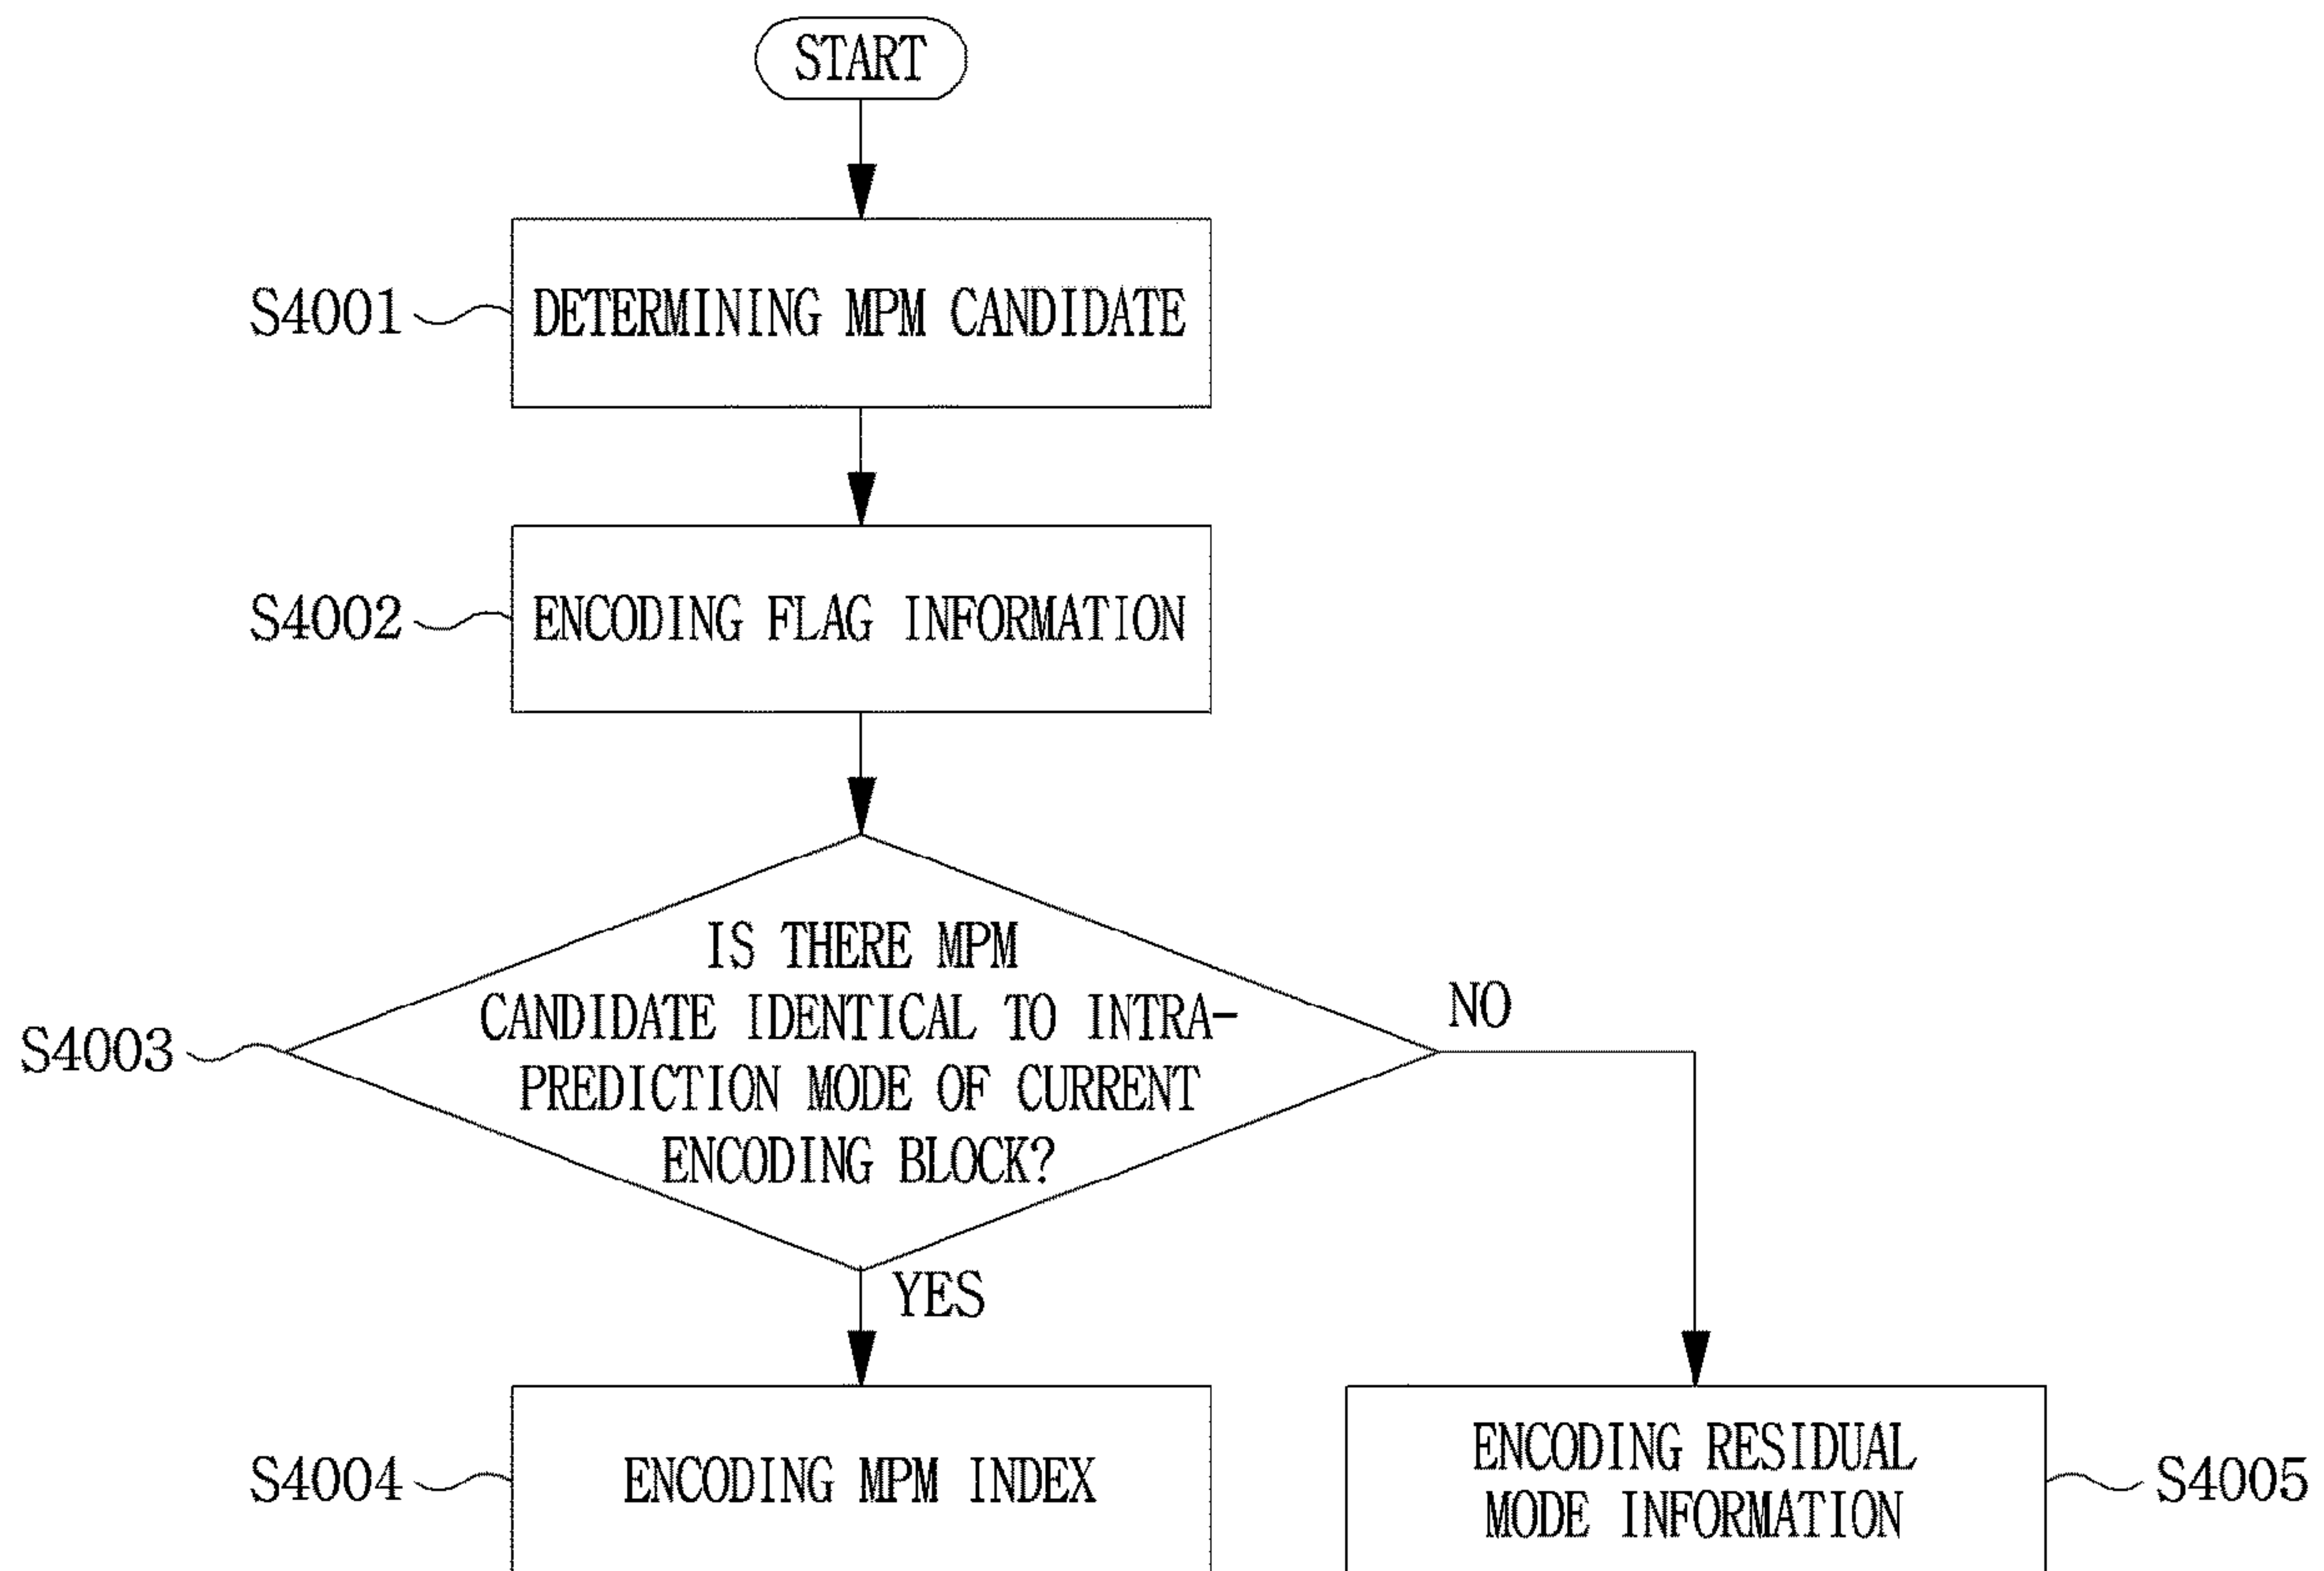 START
S4001
DETERMINING MPM CANDIDATE
S4002
ENCODING FLAG INFORMATION
IS THERE MPM
CANDIDATE IDENTICAL TO INTRA-
PREDICTION MODE OF CURRENT
ENCODING BLOCK?
S4003
NO
YES
S4004
ENCODING MPM INDEX
ENCODING RESIDUAL
MODE INFORMATION
S4005